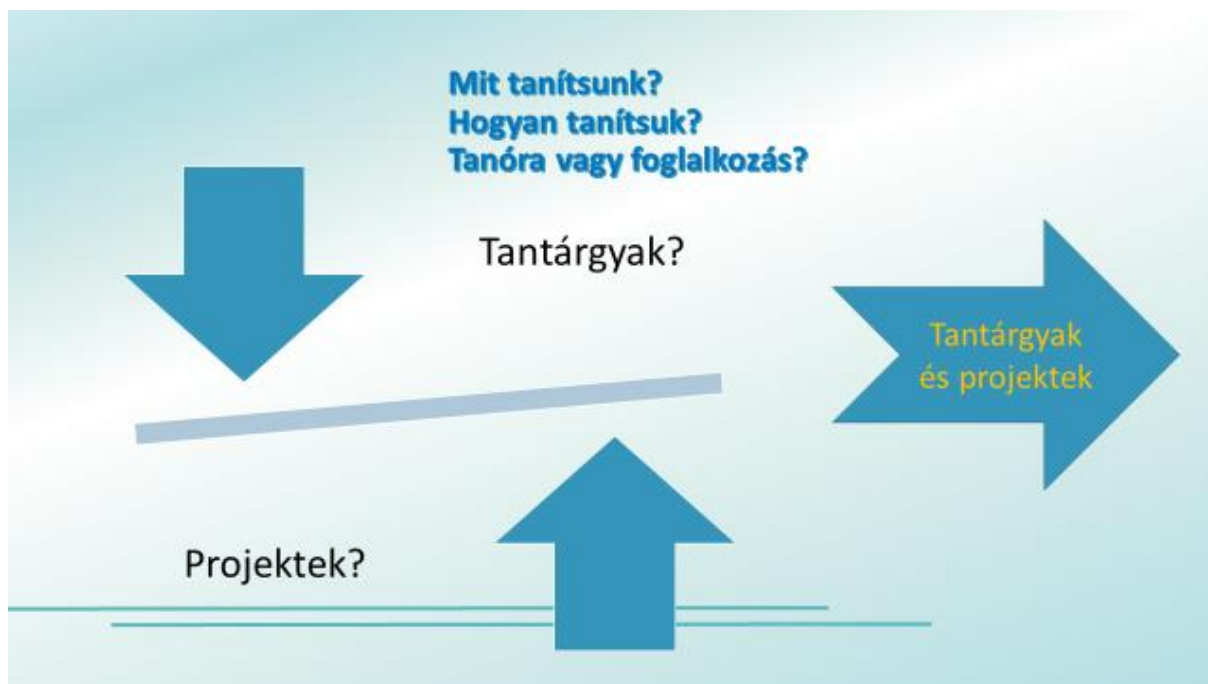 Mit tanítsunk?
Hogyan tanítsuk?
Tanóra vagy foglalkozás?
Tantárgyak?
Tantárgyak
és projektek
Projektek?